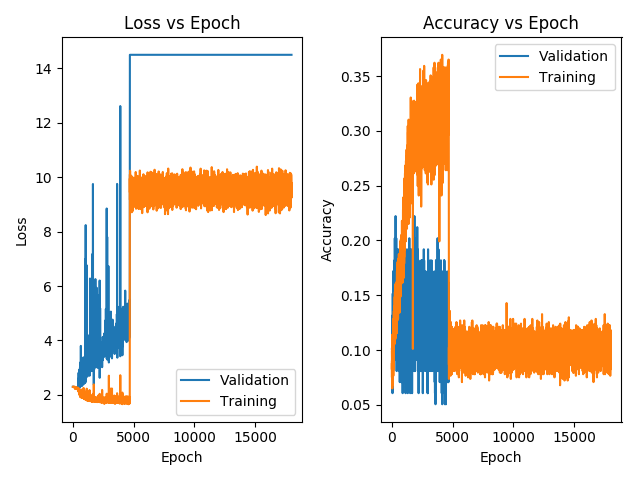 Loss vs Epoch
14
12
10
8
6
4
2
Loss
Validation
Training
0
5000
10000
15000
Epoch
Accuracy vs Epoch
0.35
0.30
0.25
0.20
0.15
0.10
0.05
Accuracy
Validation
Training
0
5000
10000
15000
Epoch